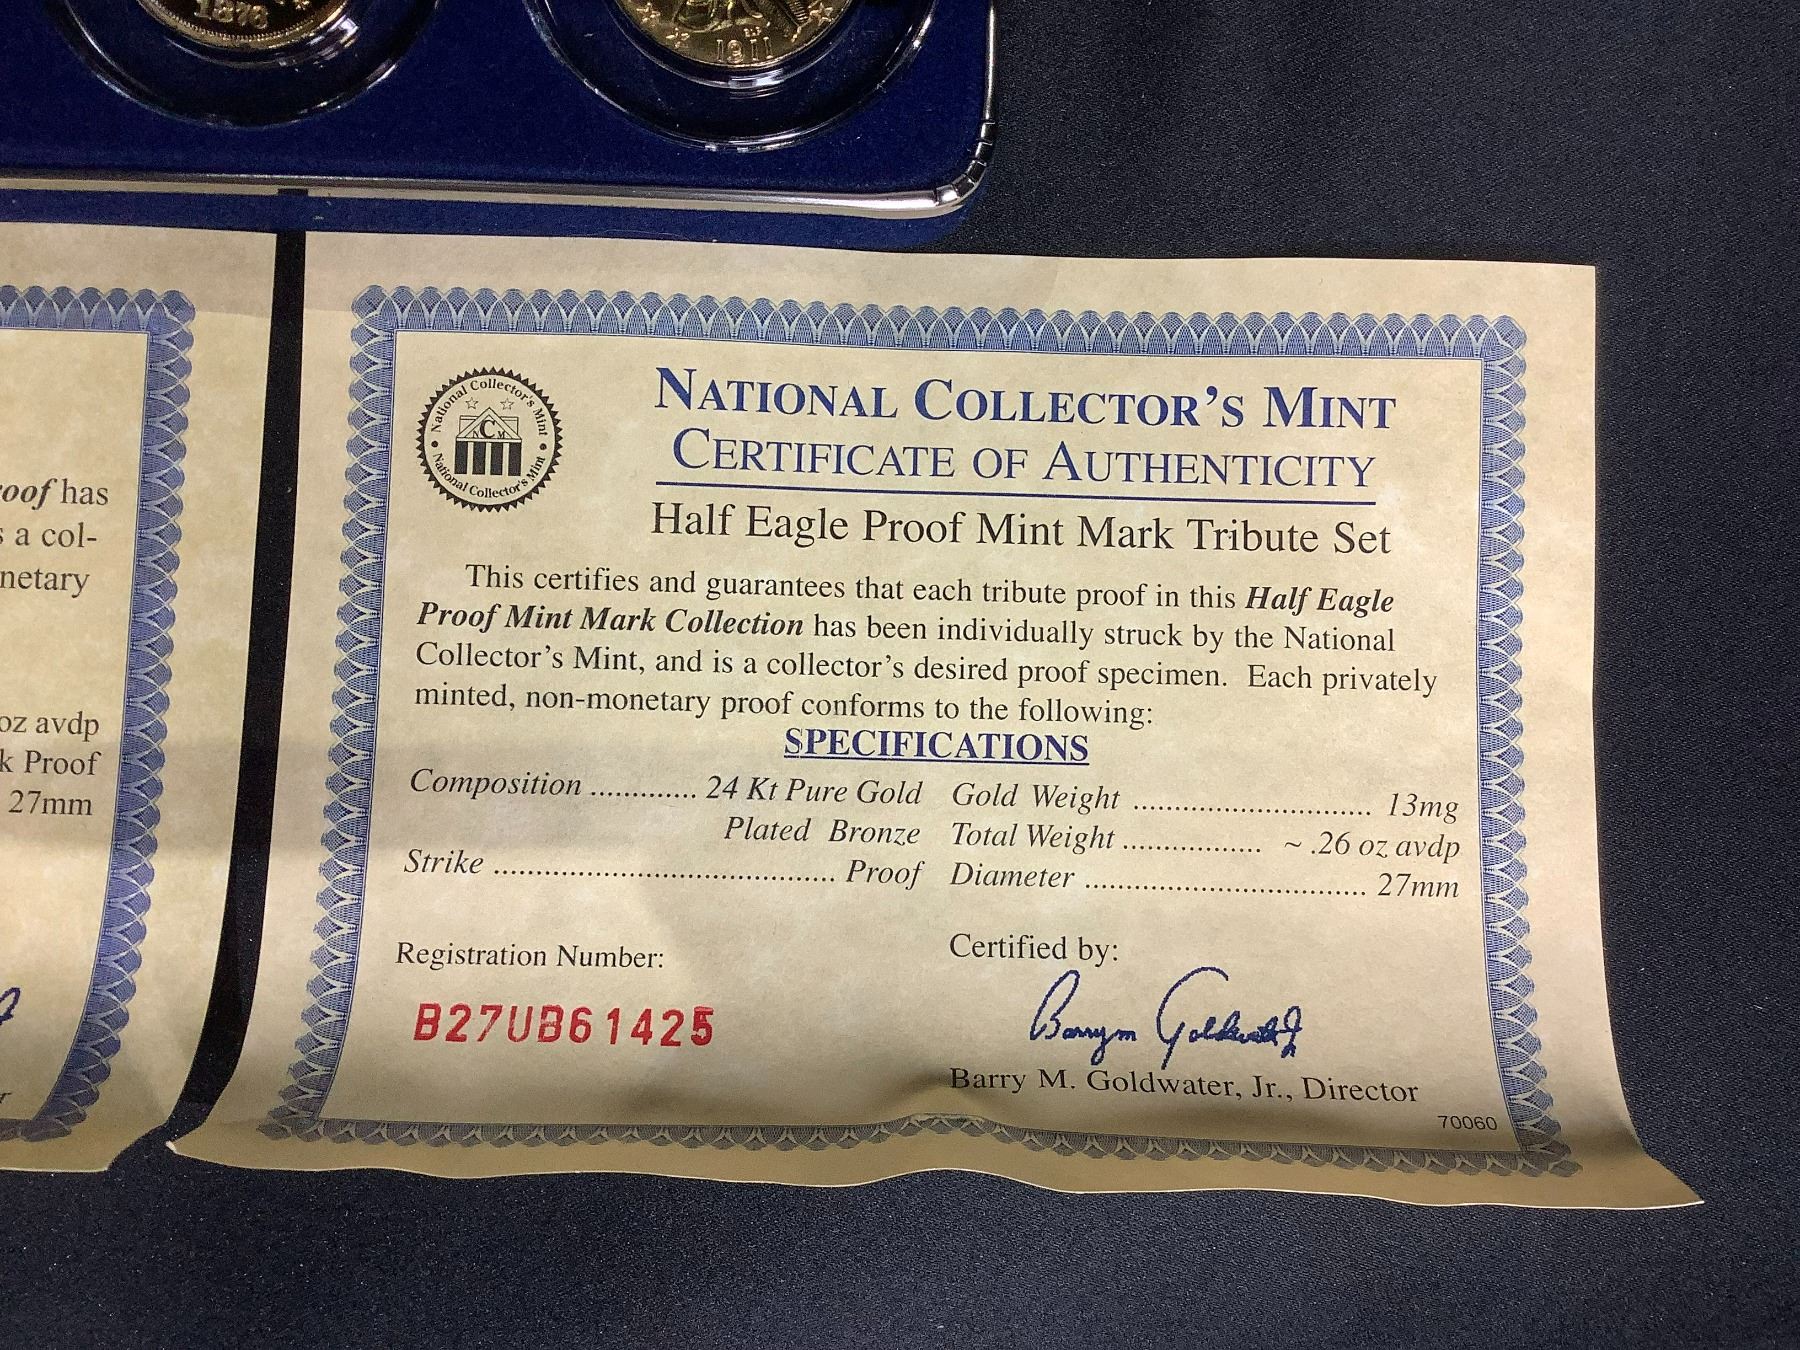 1876
1911
oof has
s a col-
netary
oz avdp
k Proof
27mm
National Collector's Mint
National Collector's Mint
NCM
NATIONAL COLLECTOR'S MINT
CERTIFICATE OF AUTHENTICITY
Half Eagle Proof Mint Mark Tribute Set
This certifies and guarantees that each tribute proof in this Half Eagle
Proof Mint Mark Collection has been individually struck by the National
Collector's Mint, and is a collector's desired proof specimen. Each privately
minted, non-monetary proof conforms to the following:
SPECIFICATIONS
Composition ............. 24 Kt Pure Gold Gold Weight ............................ 13mg
Plated Bronze Total Weight ................. ~ .26 oz avdp
Strike ........................................ Proof Diameter ................................. 27mm
Registration Number:
B27UB61425
Certified by:
Barry M Goldwater Jr
Barry M. Goldwater, Jr., Director
70060